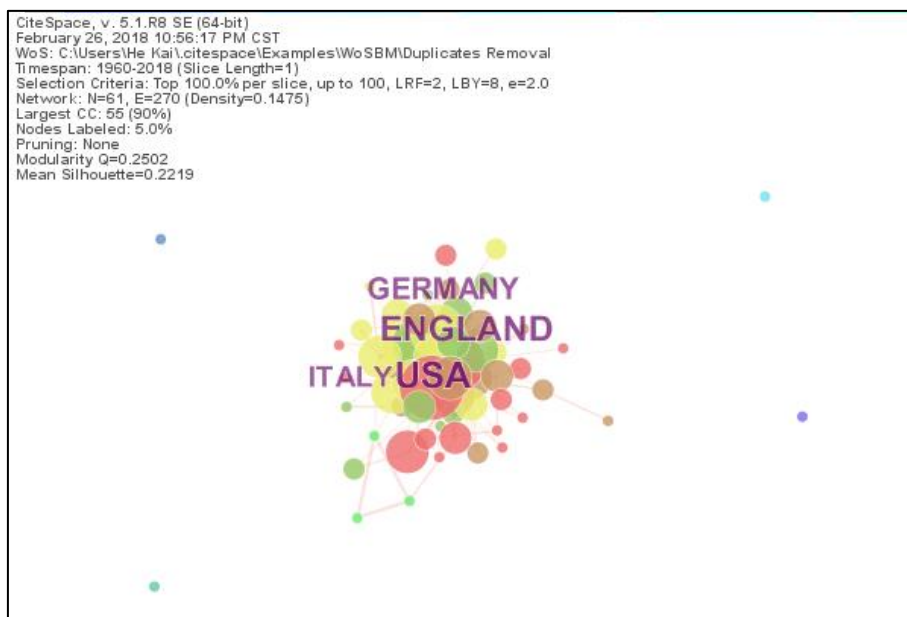 CiteSpace, v. 5.1.R8 SE (64-bit)
February 26, 2018 10:56:17 PM CST
WoS: C:\Users\He Kai\.citespace\Examples\WoSBM\Duplicates Removal
Timespan: 1960-2018 (Slice Length=1)
Selection Criteria: Top 100.0% per slice, up to 100, LRF=2, LBY=8, e=2.0
Network: N=61, E=270 (Density=0.1475)
Largest CC: 55 (90%)
Nodes Labeled: 5.0%
Pruning: None
Modularity Q=0.2502
Mean Silhouette=0.2219
GERMANY
ENGLAND
ITALY USA